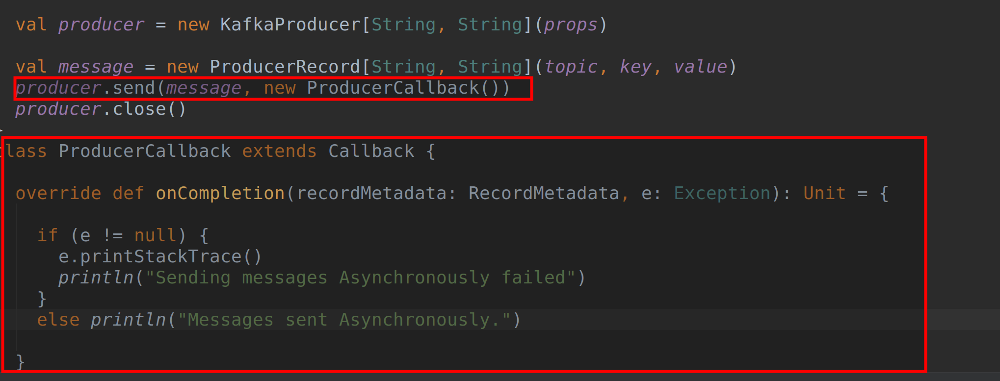 val producer = new KafkaProducer[String, String](props)
val message = new ProducerRecord[String, String](topic, key, value)
producer.send(message, new ProducerCallback())
producer.close()
class ProducerCallback extends Callback {
override def onCompletion(recordMetadata: RecordMetadata, e: Exception): Unit = {
if (e != null) {
e.printStackTrace()
println("Sending messages Asynchronously failed")
}
else println("Messages sent Asynchronously.")
}